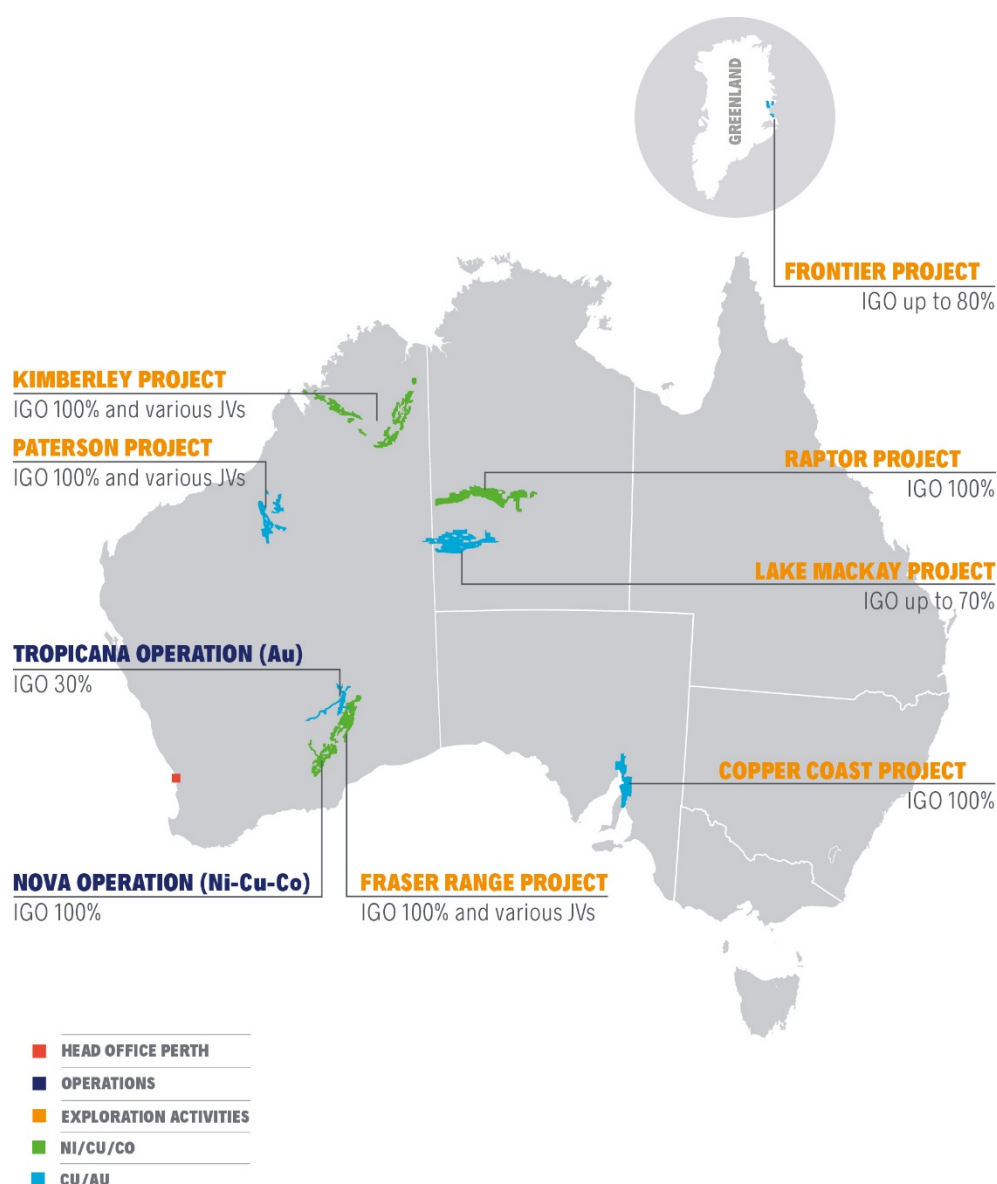 GREENLAND
FRONTIER PROJECT
IGO up to 80%
KIMBERLEY PROJECT
IGO 100% and various JVs
PATERSON PROJECT
IGO 100% and various JVs
RAPTOR PROJECT
IGO 100%
LAKE MACKAY PROJECT
IGO up to 70%
TROPICANA OPERATION (Au)
IGO 30%
COPPER COAST PROJECT
IGO 100%
NOVA OPERATION (Ni-Cu-Co)
IGO 100%
FRASER RANGE PROJECT
IGO 100% and various JVs
HEAD OFFICE PERTH
OPERATIONS
EXPLORATION ACTIVITIES
NI/CU/CO
CU/AU